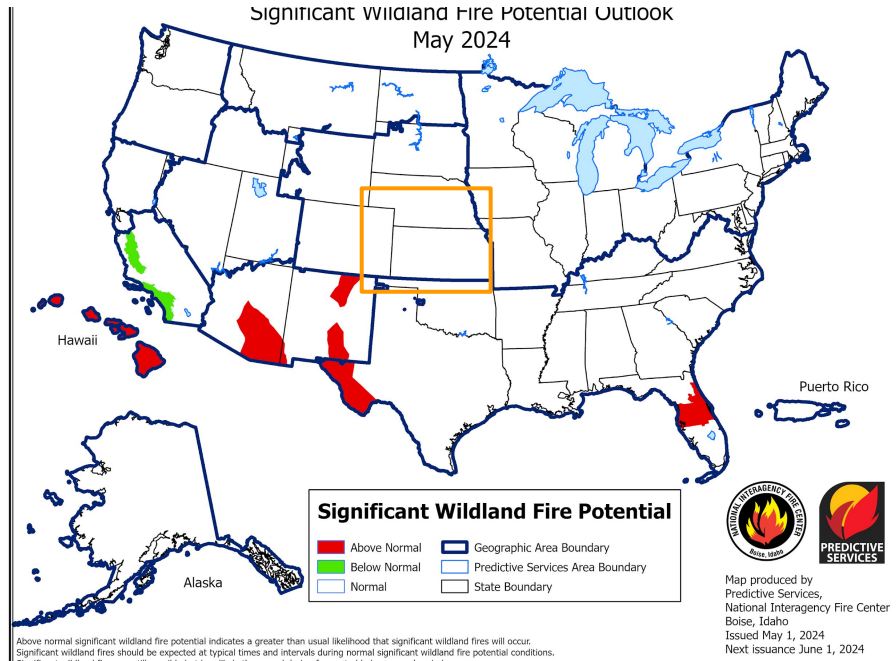 Significant Wildland Fire Potential Outlook
May 2024
Hawaii
Puerto Rico
Alaska
Significant Wildland Fire Potential
Above Normal
Below Normal
Normal
Geographic Area Boundary
Predictive Services Area Boundary
State Boundary
NATIONAL INTERAGENCY FIRE CENTER
Boise, Idaho
PREDICTIVE
SERVICES
Map produced by
Predictive Services,
National Interagency Fire Center
Boise, Idaho
Issued May 1, 2024
Next issuance June 1, 2024
Above normal significant wildland fire potential indicates a greater than usual likelihood that significant wildland fires will occur.
Significant wildland fires should be expected at typical times and intervals during normal significant wildland fire potential conditions.